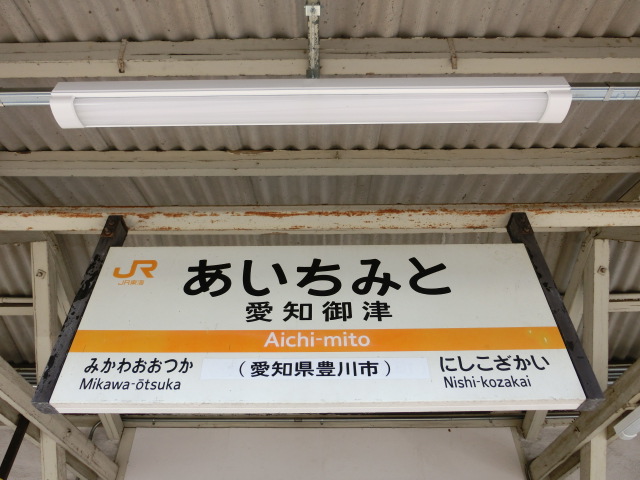 JR
JR東海
あいちみと
愛知御津
Aichi-mito
みかわおおつか
Mikawa-ōtsuka
(愛知県豊川市)
にしこざかい
Nishi-kozakai